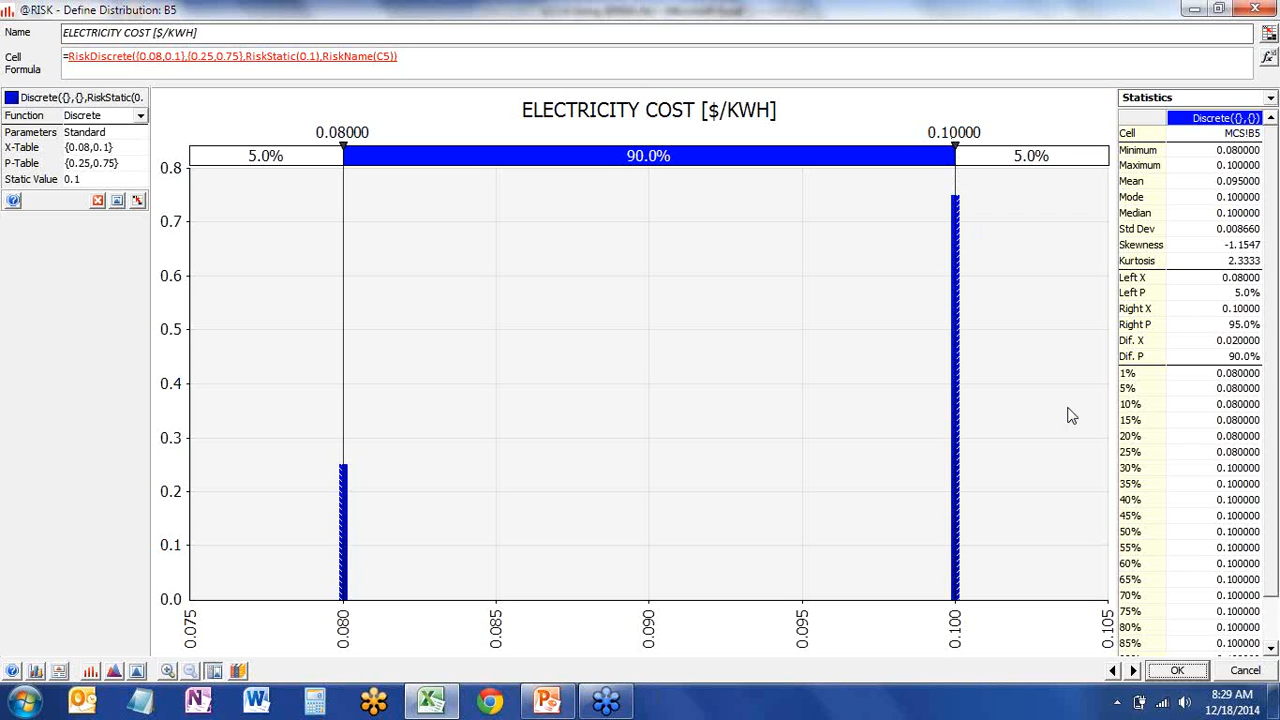 @RISK - Define Distribution: B5
Name
ELECTRICITY COST [$/KWH]
Cell
Formula
=RiskDiscrete({0.08,0.1},{0.25,0.75},RiskStatic(0.1),RiskName(C5))
Discrete({},{},RiskStatic(0.
Function Discrete
Parameters Standard
X-Table {0.08,0.1}
P-Table {0.25,0.75}
Static Value 0.1
ELECTRICITY COST [$/KWH]
0.08000 0.10000
5.0% 90.0% 5.0%
0.8
0.7
0.6
0.5
0.4
0.3
0.2
0.1
0.0
0.075 0.080 0.085 0.090 0.095 0.100 0.105
Statistics
Discrete({},{})
Cell MCS!B5
Minimum 0.080000
Maximum 0.100000
Mean 0.095000
Mode 0.100000
Median 0.100000
Std Dev 0.008660
Skewness -1.1547
Kurtosis 2.3333
Left X 0.08000
Left P 5.0%
Right X 0.10000
Right P 95.0%
Dif. X 0.020000
Dif. P 90.0%
1% 0.080000
5% 0.080000
10% 0.080000
15% 0.080000
20% 0.080000
25% 0.080000
30% 0.100000
35% 0.100000
40% 0.100000
45% 0.100000
50% 0.100000
55% 0.100000
60% 0.100000
65% 0.100000
70% 0.100000
75% 0.100000
80% 0.100000
85% 0.100000
OK Cancel
8:29 AM
12/18/2014